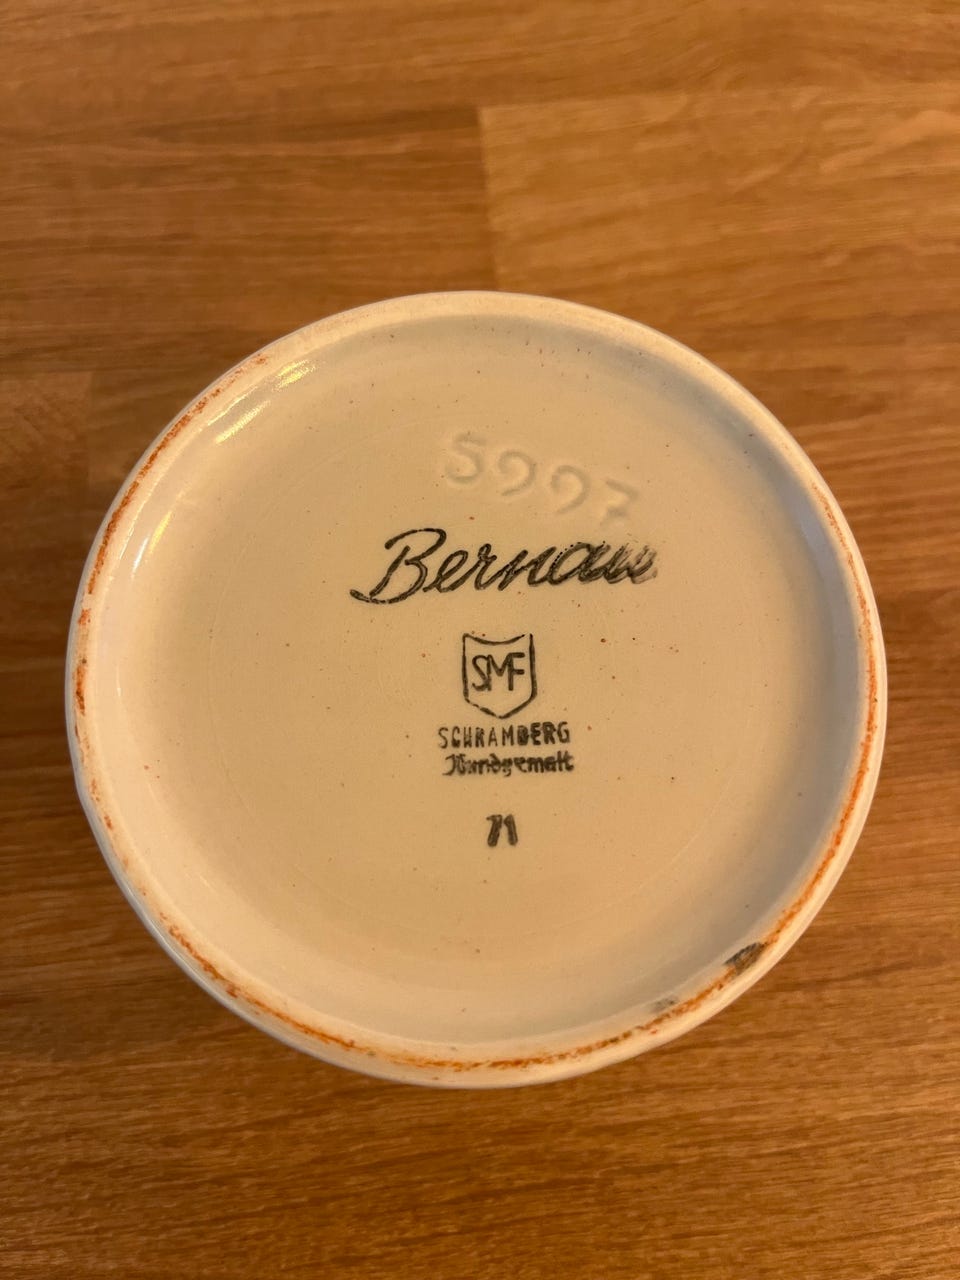 5997
Bernau
SMF
SCHRAMBERG
Handgemalt
71